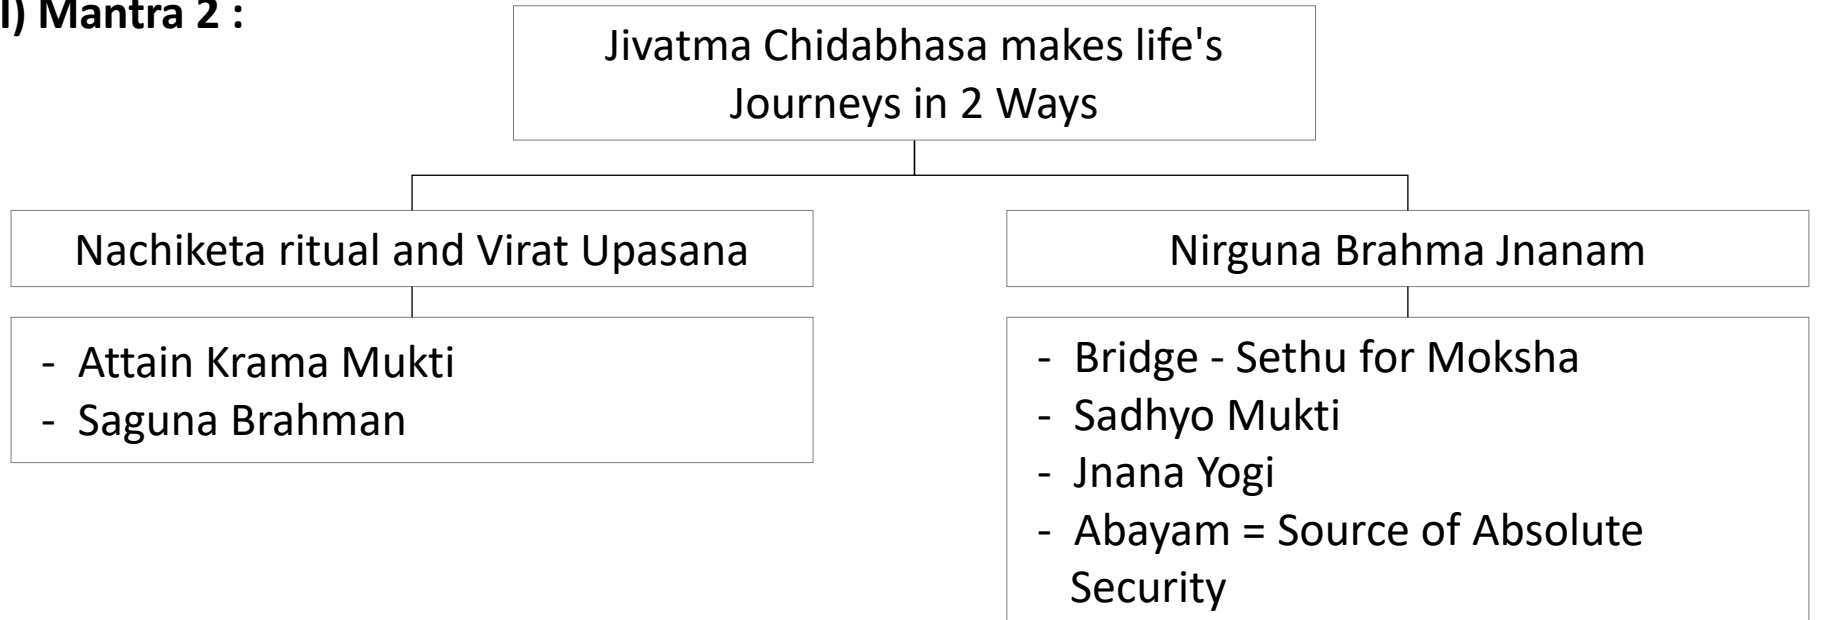 I) Mantra 2 :
Jivatma Chidabhasa makes life's
Journeys in 2 Ways
Nachiketa ritual and Virat Upasana
- Attain Krama Mukti
- Saguna Brahman
Nirguna Brahma Jnanam
- Bridge - Sethu for Moksha
- Sadhyo Mukti
- Jnana Yogi
- Abayam = Source of Absolute
Security